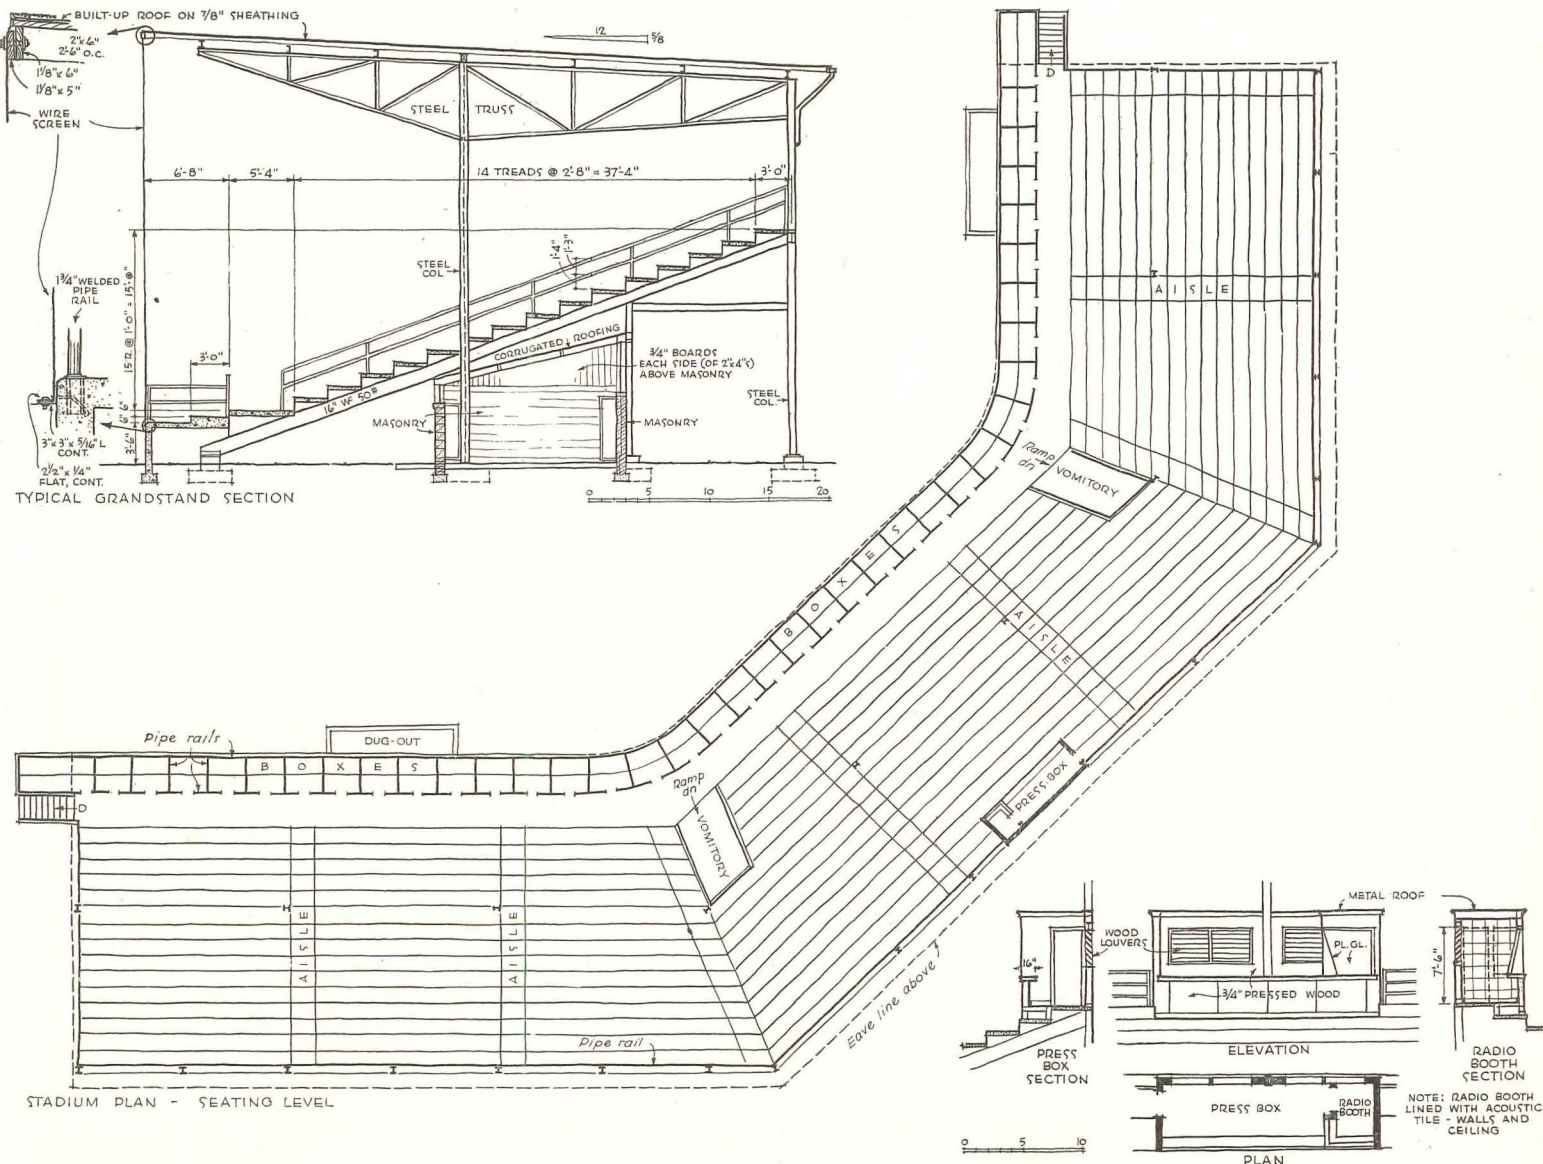 BUILT-UP ROOF ON 7/8" SHEATHING
2"x 6"
2'-6" O.C.
1 1/8" x 6"
1 1/8" x 5"
WIRE
SCREEN
12
5/8
STEEL TRUSS
6'-8"
5'-4"
14 TREADS @ 2'-8" = 37'-4"
3'-0"
1'-4"
1'-3"
STEEL
COL
1 3/4" WELDED
PIPE
RAIL
3'-0"
CORRUGATED ROOFING
3/4" BOARDS
EACH SIDE (OF 2"x4"S)
ABOVE MASONRY
STEEL
COL.
16" WF 50#
MASONRY
MASONRY
6"
6"
3'-6"
3"x 3"x 5/16" L
CONT.
2 1/2" x 1/4"
FLAT, CONT.
TYPICAL GRANDSTAND SECTION
0 5 10 15 20
D
AISLE
Ramp
dn
VOMITORY
BOXES
AISLE
PRESS-BOX
Pipe rails
DUG-OUT
BOXES
D
Ramp
dn
VOMITORY
AISLE
AISLE
Pipe rail
Eave line above
STADIUM PLAN - SEATING LEVEL
METAL ROOF
WOOD
LOUVERS
16"
PL. GL.
7'-6"
3/4" PRESSED WOOD
PRESS
BOX
SECTION
ELEVATION
RADIO
BOOTH
SECTION
PRESS BOX
RADIO
BOOTH
NOTE: RADIO BOOTH
LINED WITH ACOUSTIC
TILE - WALLS AND
CEILING
0 5 10
PLAN